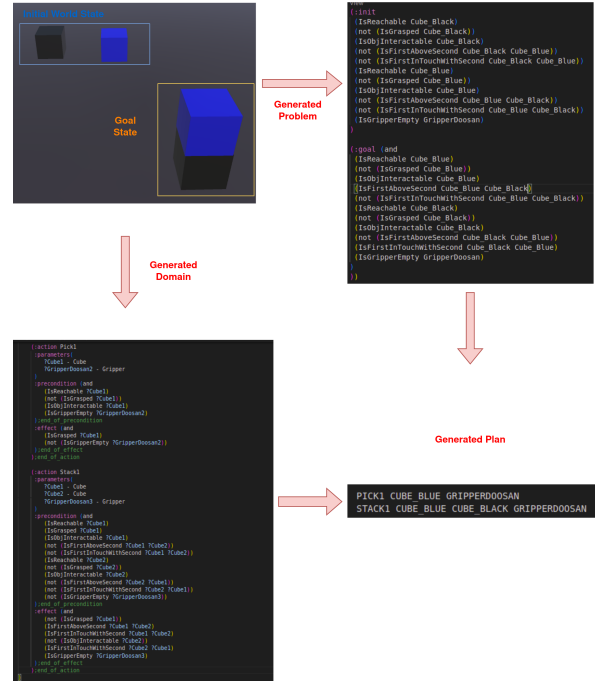 Goal
State
Generated
Problem
(:init
(IsReachable Cube_Black)
(not (IsGrasped Cube_Black))
(IsObjInteractable Cube_Black)
(not (IsFirstAboveSecond Cube_Black Cube_Blue))
(not (IsFirstInTouchWithSecond Cube_Black Cube_Blue))
(IsReachable Cube_Blue)
(not (IsGrasped Cube_Blue))
(IsObjInteractable Cube_Blue)
(not (IsFirstAboveSecond Cube_Blue Cube_Black))
(not (IsFirstInTouchWithSecond Cube_Blue Cube_Black))
(IsGripperEmpty GripperDoosan)
)
(:goal (and
(IsReachable Cube_Blue)
(not (IsGrasped Cube_Blue))
(IsObjInteractable Cube_Blue)
(IsFirstAboveSecond Cube_Blue Cube_Black)
(not (IsFirstInTouchWithSecond Cube_Blue Cube_Black))
(IsReachable Cube_Black)
(not (IsGrasped Cube_Black))
(IsObjInteractable Cube_Black)
(not (IsFirstAboveSecond Cube_Black Cube_Blue))
(IsFirstInTouchWithSecond Cube_Black Cube_Blue)
(IsGripperEmpty GripperDoosan)
)
))
Generated
Domain
(:action Pick1
:parameters(
?Cube1 - Cube
?GripperDoosan2 - Gripper
)
:precondition (and
(IsReachable ?Cube1)
(not (IsGrasped ?Cube1))
(IsObjInteractable ?Cube1)
(IsGripperEmpty ?GripperDoosan2)
);end_of_precondition
:effect (and
(IsGrasped ?Cube1)
(not (IsGripperEmpty ?GripperDoosan2))
);end_of_effect
);end_of_action
(:action Stack1
:parameters(
?Cube1 - Cube
?Cube2 - Cube
?GripperDoosan3 - Gripper
)
:precondition (and
(IsReachable ?Cube1)
(IsGrasped ?Cube1)
(IsObjInteractable ?Cube1)
(not (IsFirstAboveSecond ?Cube1 ?Cube2))
(not (IsFirstInTouchWithSecond ?Cube1 ?Cube2))
(IsReachable ?Cube2)
(not (IsGrasped ?Cube2))
(IsObjInteractable ?Cube2)
(not (IsFirstAboveSecond ?Cube2 ?Cube1))
(not (IsFirstInTouchWithSecond ?Cube2 ?Cube1))
(not (IsGripperEmpty ?GripperDoosan3))
);end_of_precondition
:effect (and
(not (IsGrasped ?Cube1))
(IsFirstAboveSecond ?Cube1 ?Cube2)
(IsFirstInTouchWithSecond ?Cube1 ?Cube2)
(not (IsObjInteractable ?Cube2))
(IsFirstInTouchWithSecond ?Cube2 ?Cube1)
(IsGripperEmpty ?GripperDoosan3)
);end_of_effect
);end_of_action
Generated Plan
PICK1 CUBE_BLUE GRIPPERDOOSAN
STACK1 CUBE_BLUE CUBE_BLACK GRIPPERDOOSAN